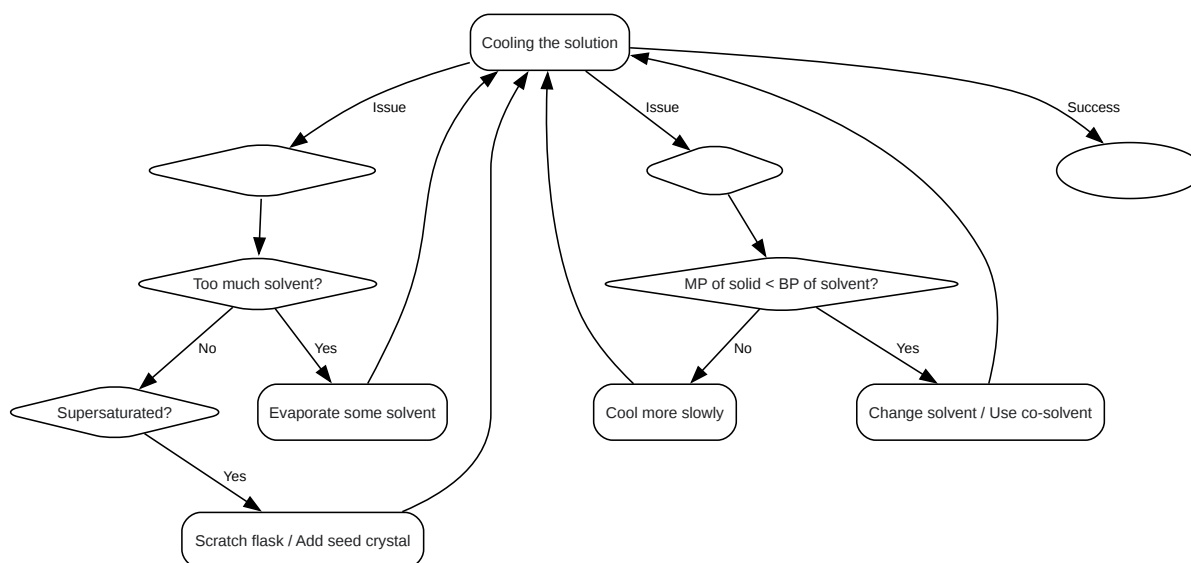 Cooling the solution
Issue
Issue
Success
Too much solvent?
MP of solid < BP of solvent?
No
Yes
No
Yes
Supersaturated?
Evaporate some solvent
Cool more slowly
Change solvent / Use co-solvent
Yes
Scratch flask / Add seed crystal